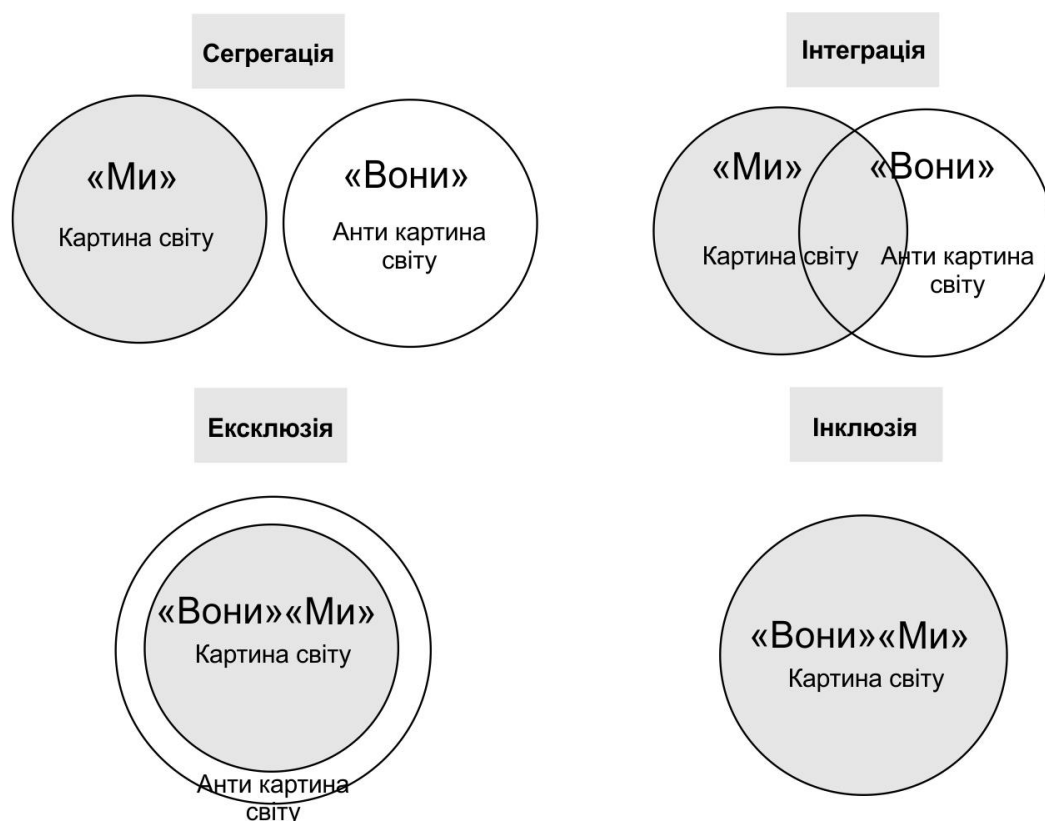 Сегрегація
«Ми»
Картина світу
«Вони»
Анти картина
світу
Інтеграція
«Ми»
Картина світу
«Вони»
Анти картина
світу
Ексклюзія
«Вони»«Ми»
Картина світу
Анти картина
світу
Інклюзія
«Вони»«Ми»
Картина світу